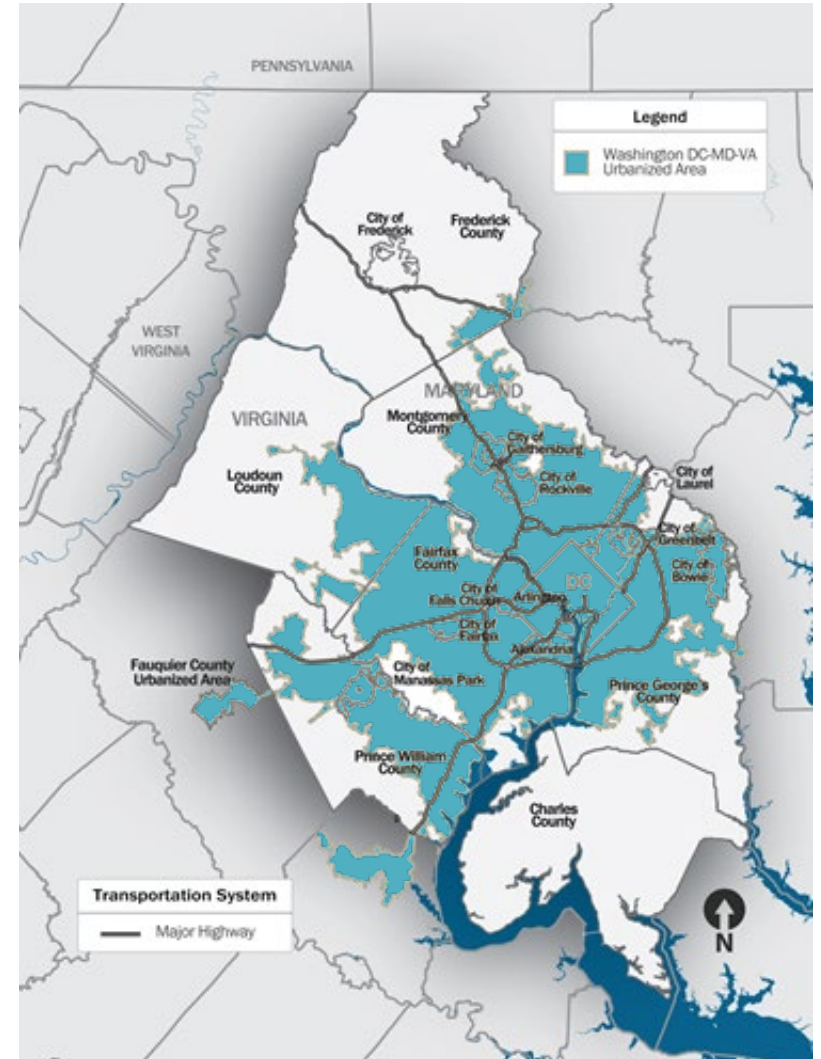 PENNSYLVANIA
Legend
Washington DC-MD-VA
Urbanized Area
City of
Frederick
Frederick
County
WEST
VIRGINIA
MARYLAND
VIRGINIA
Montgomery
County
City of
Gaithersburg
City of
Rockville
City of
Laurel
Loudoun
County
City of
Greenbelt
City of
Bowie
Fairfax
County
DC
City of
Falls Church
Arlington
City of
Fairfax
Alexandria
Fauquier County
Urbanized Area
City of
Manassas Park
Prince George's
County
Prince William
County
Charles
County
Transportation System
Major Highway
N